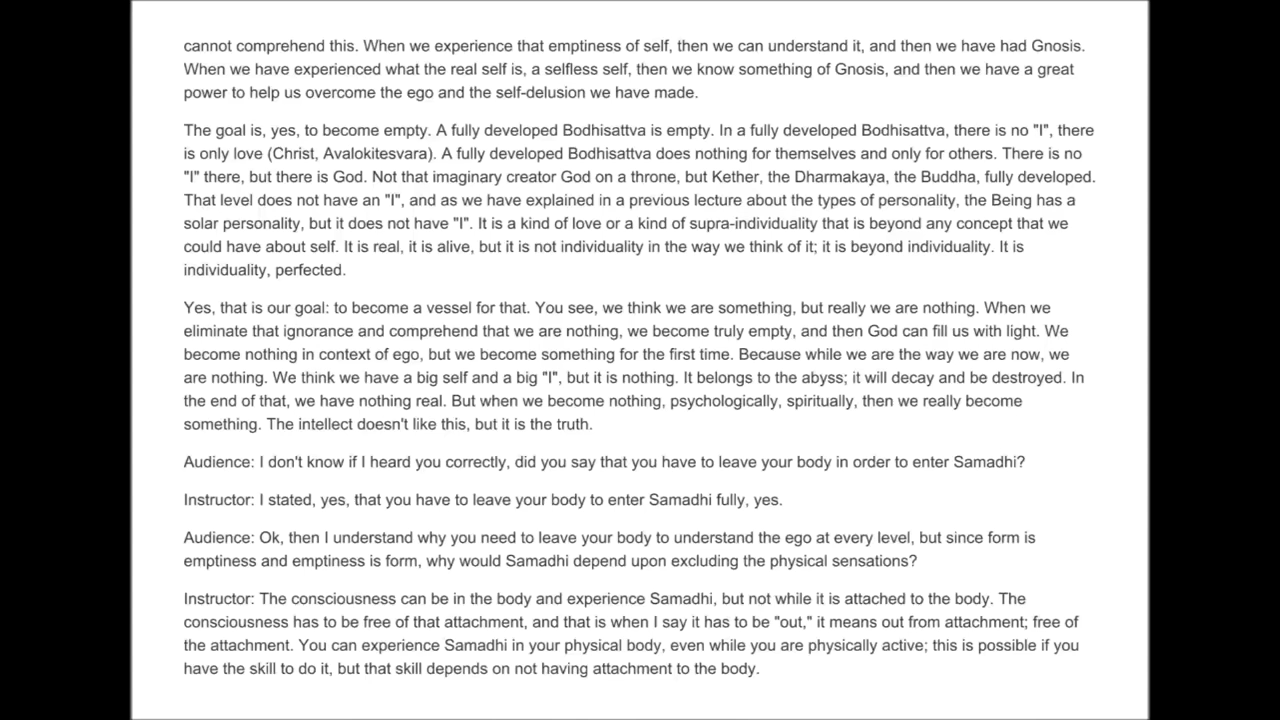 cannot comprehend this. When we experience that emptiness of self, then we can understand it, and then we have had Gnosis.
When we have experienced what the real self is, a selfless self, then we know something of Gnosis, and then we have a great
power to help us overcome the ego and the self-delusion we have made.
The goal is, yes, to become empty. A fully developed Bodhisattva is empty. In a fully developed Bodhisattva, there is no "I", there
is only love (Christ, Avalokitesvara). A fully developed Bodhisattva does nothing for themselves and only for others. There is no
"I" there, but there is God. Not that imaginary creator God on a throne, but Kether, the Dharmakaya, the Buddha, fully developed.
That level does not have an "I", and as we have explained in a previous lecture about the types of personality, the Being has a
solar personality, but it does not have "I". It is a kind of love or a kind of supra-individuality that is beyond any concept that we
could have about self. It is real, it is alive, but it is not individuality in the way we think of it; it is beyond individuality. It is
individuality, perfected.
Yes, that is our goal: to become a vessel for that. You see, we think we are something, but really we are nothing. When we
eliminate that ignorance and comprehend that we are nothing, we become truly empty, and then God can fill us with light. We
become nothing in context of ego, but we become something for the first time. Because while we are the way we are now, we
are nothing. We think we have a big self and a big "I", but it is nothing. It belongs to the abyss; it will decay and be destroyed. In
the end of that, we have nothing real. But when we become nothing, psychologically, spiritually, then we really become
something. The intellect doesn't like this, but it is the truth.
Audience: I don't know if I heard you correctly, did you say that you have to leave your body in order to enter Samadhi?
Instructor: I stated, yes, that you have to leave your body to enter Samadhi fully, yes.
Audience: Ok, then I understand why you need to leave your body to understand the ego at every level, but since form is
emptiness and emptiness is form, why would Samadhi depend upon excluding the physical sensations?
Instructor: The consciousness can be in the body and experience Samadhi, but not while it is attached to the body. The
consciousness has to be free of that attachment, and that is when I say it has to be "out," it means out from attachment; free of
the attachment. You can experience Samadhi in your physical body, even while you are physically active; this is possible if you
have the skill to do it, but that skill depends on not having attachment to the body.